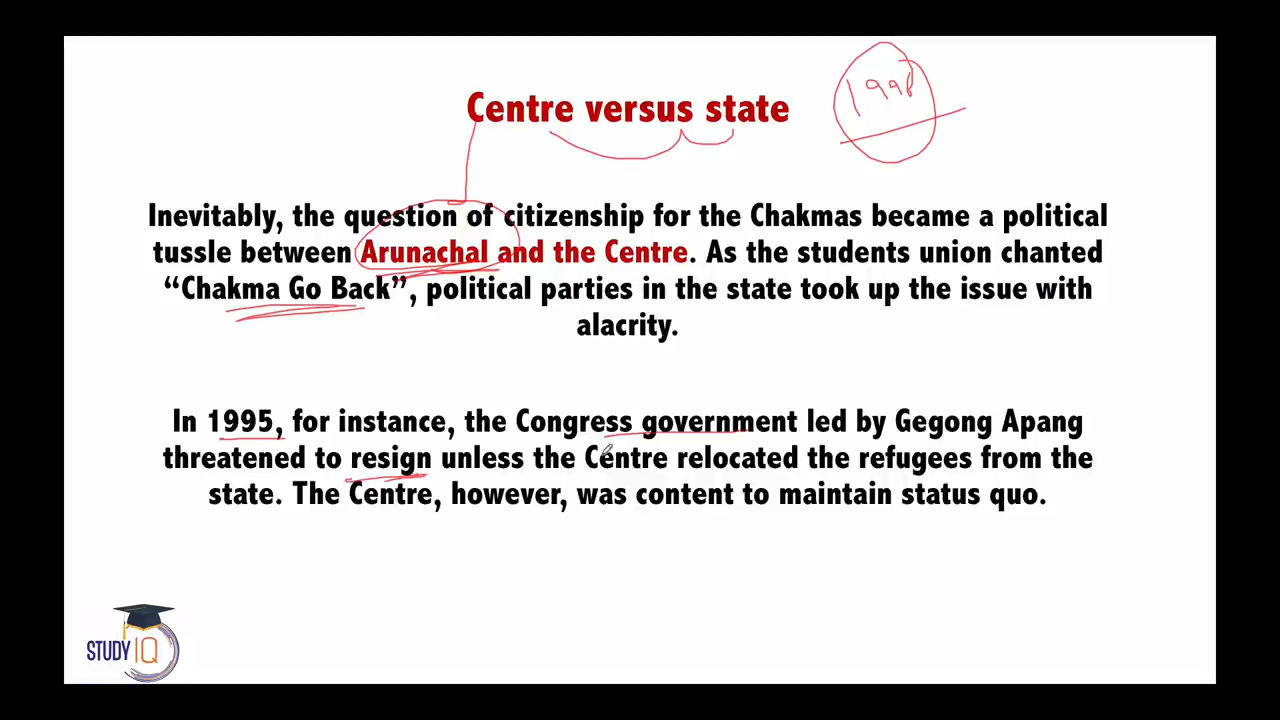 1998
Centre versus state
Inevitably, the question of citizenship for the Chakmas became a political
tussle between Arunachal and the Centre. As the students union chanted
“Chakma Go Back”, political parties in the state took up the issue with
alacrity.
In 1995, for instance, the Congress government led by Gegong Apang
threatened to resign unless the Centre relocated the refugees from the
state. The Centre, however, was content to maintain status quo.
STUDY IQ